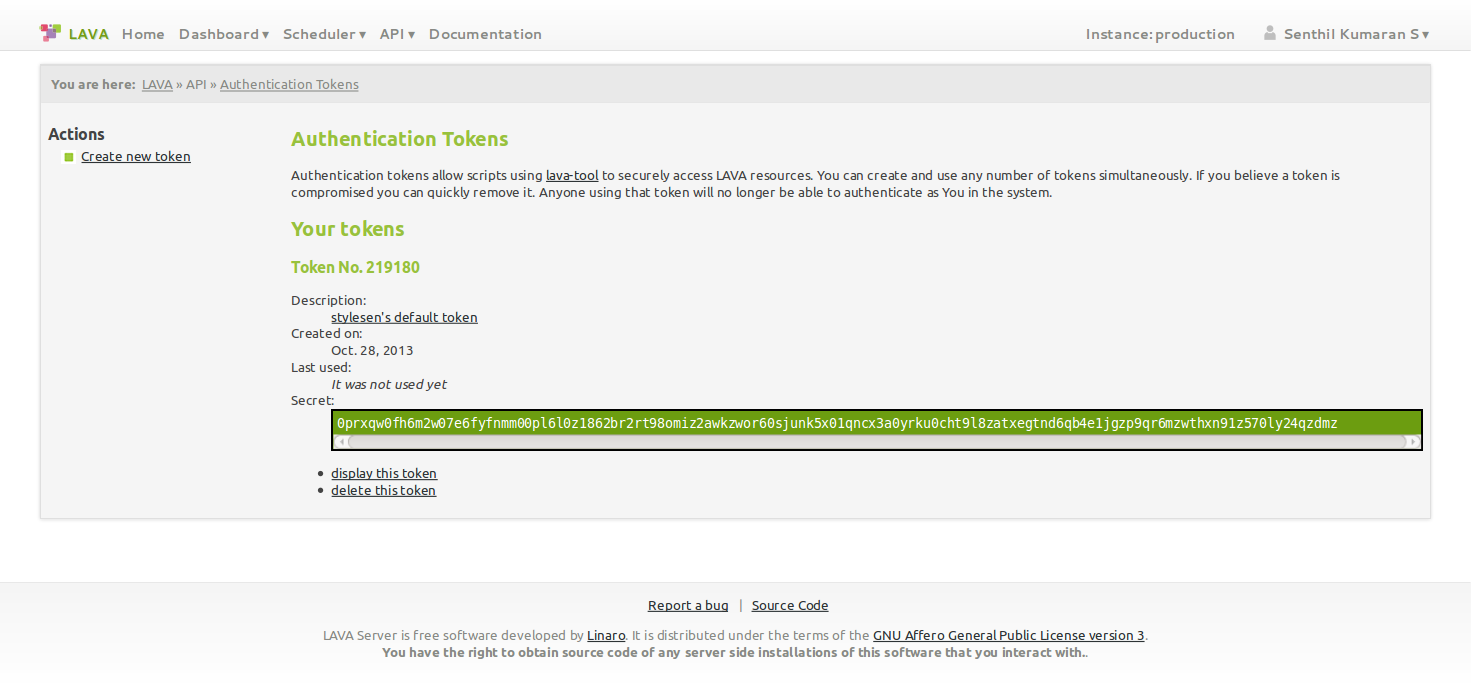 LAVA Home Dashboard ▾ Scheduler ▾ API ▾ Documentation Instance: production Senthil Kumaran S ▾
You are here: LAVA » API » Authentication Tokens
Actions
Create new token
Authentication Tokens
Authentication tokens allow scripts using lava-tool to securely access LAVA resources. You can create and use any number of tokens simultaneously. If you believe a token is
compromised you can quickly remove it. Anyone using that token will no longer be able to authenticate as You in the system.
Your tokens
Token No. 219180
Description:
stylesen's default token
Created on:
Oct. 28, 2013
Last used:
It was not used yet
Secret:
0prxqw0fh6m2w07e6fyfnmm00pl6l0z1862br2rt98omiz2awkzwor60sjunk5x01qncx3a0yrku0cht9l8zatxegtnd6qb4e1jgzp9qr6mzwthxn91z570ly24qzdmz
display this token
delete this token
Report a bug | Source Code
LAVA Server is free software developed by Linaro. It is distributed under the terms of the GNU Affero General Public License version 3.
You have the right to obtain source code of any server side installations of this software that you interact with..